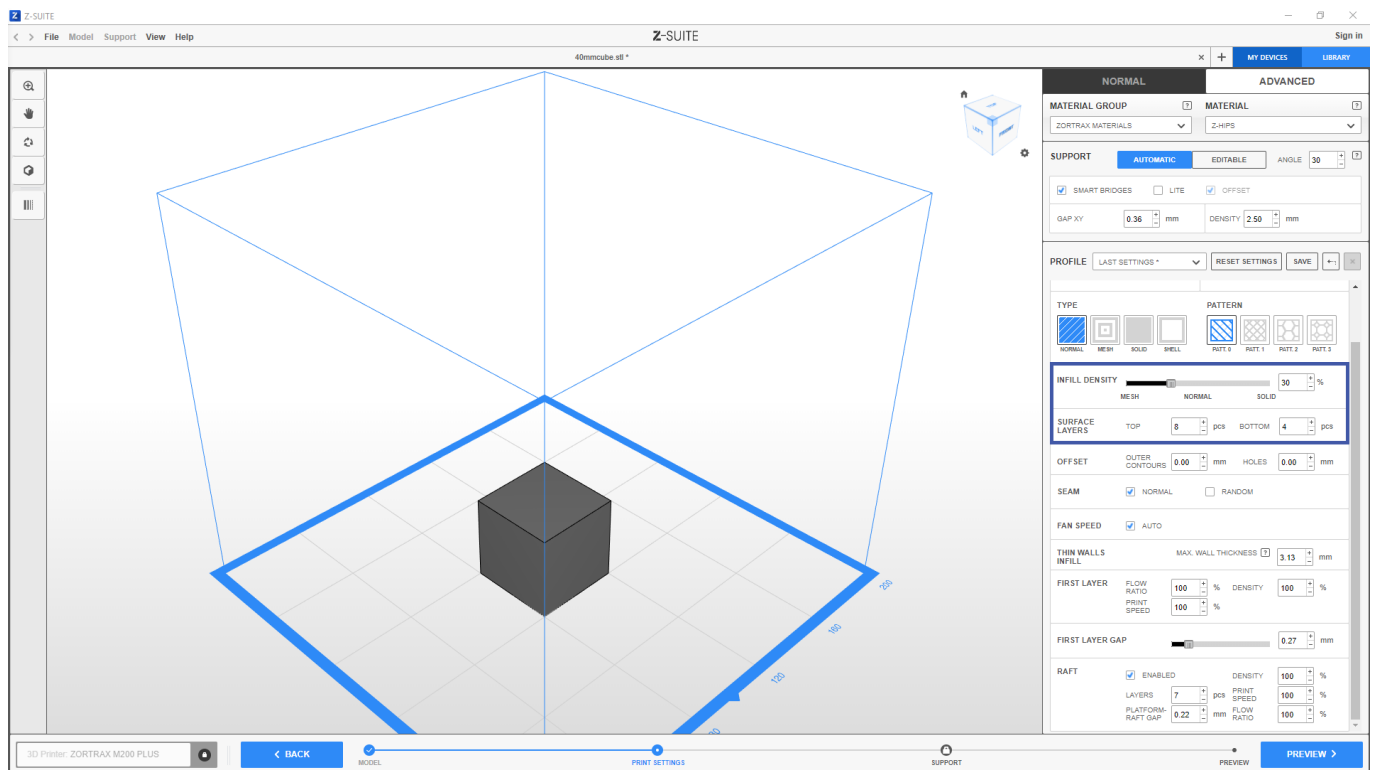 Z-SUITE
File Model Support View Help
Z-SUITE
Sign in
40mmcube.stl *
MY DEVICES
LIBRARY
NORMAL
ADVANCED
MATERIAL GROUP ?
MATERIAL ?
ZORTRAX MATERIALS
Z-HIPS
SUPPORT AUTOMATIC EDITABLE ANGLE 30 ?
SMART BRIDGES LITE OFFSET
GAP XY 0.36 mm DENSITY 2.50 mm
PROFILE LAST SETTINGS * RESET SETTINGS SAVE
TYPE PATTERN
NORMAL MESH SOLID SHELL PATT. 0 PATT. 1 PATT. 2 PATT. 3
INFILL DENSITY 30 %
MESH NORMAL SOLID
SURFACE
LAYERS TOP 8 pcs BOTTOM 4 pcs
OFFSET OUTER
CONTOURS 0.00 mm HOLES 0.00 mm
SEAM NORMAL RANDOM
FAN SPEED AUTO
THIN WALLS
INFILL MAX. WALL THICKNESS ? 3.13 mm
FIRST LAYER FLOW
RATIO 100 % DENSITY 100 %
PRINT
SPEED 100 %
FIRST LAYER GAP 0.27 mm
RAFT ENABLED DENSITY 100 %
LAYERS 7 pcs PRINT
SPEED 100 %
PLATFORM-
RAFT GAP 0.22 mm FLOW
RATIO 100 %
TOP
LEFT
FRONT
200
160
120
3D Printer: ZORTRAX M200 PLUS
BACK
MODEL
PRINT SETTINGS
SUPPORT
PREVIEW
PREVIEW